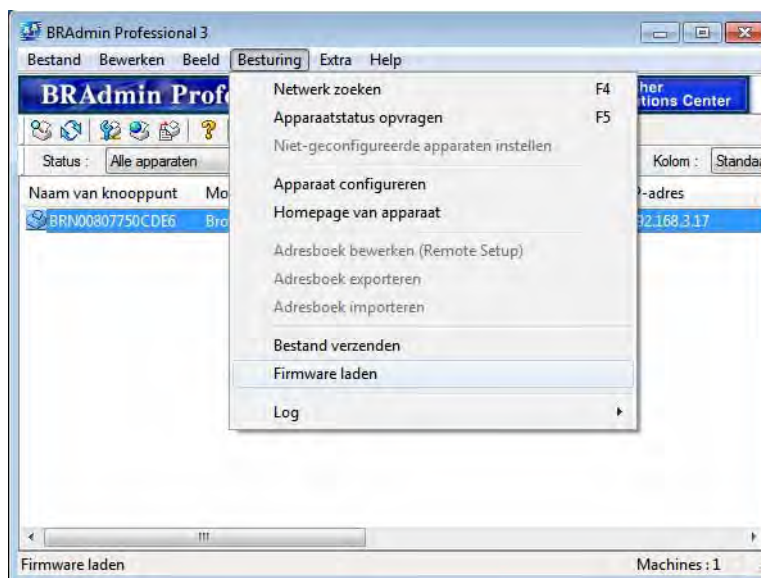 BRAdmin Professional 3
Bestand Bewerken Beeld Besturing Extra Help
BRAdmin Profe
her
tions Center
Netwerk zoeken F4
Apparaatstatus opvragen F5
Niet-geconfigureerde apparaten instellen
Apparaat configureren
Homepage van apparaat
Adresboek bewerken (Remote Setup)
Adresboek exporteren
Adresboek importeren
Bestand verzenden
Firmware laden
Log
Status : Alle apparaten Kolom : Standaa
Naam van knooppunt Mo -adres
BRN00807750CDE6 Bro 92.168.3.17
Firmware laden Machines : 1